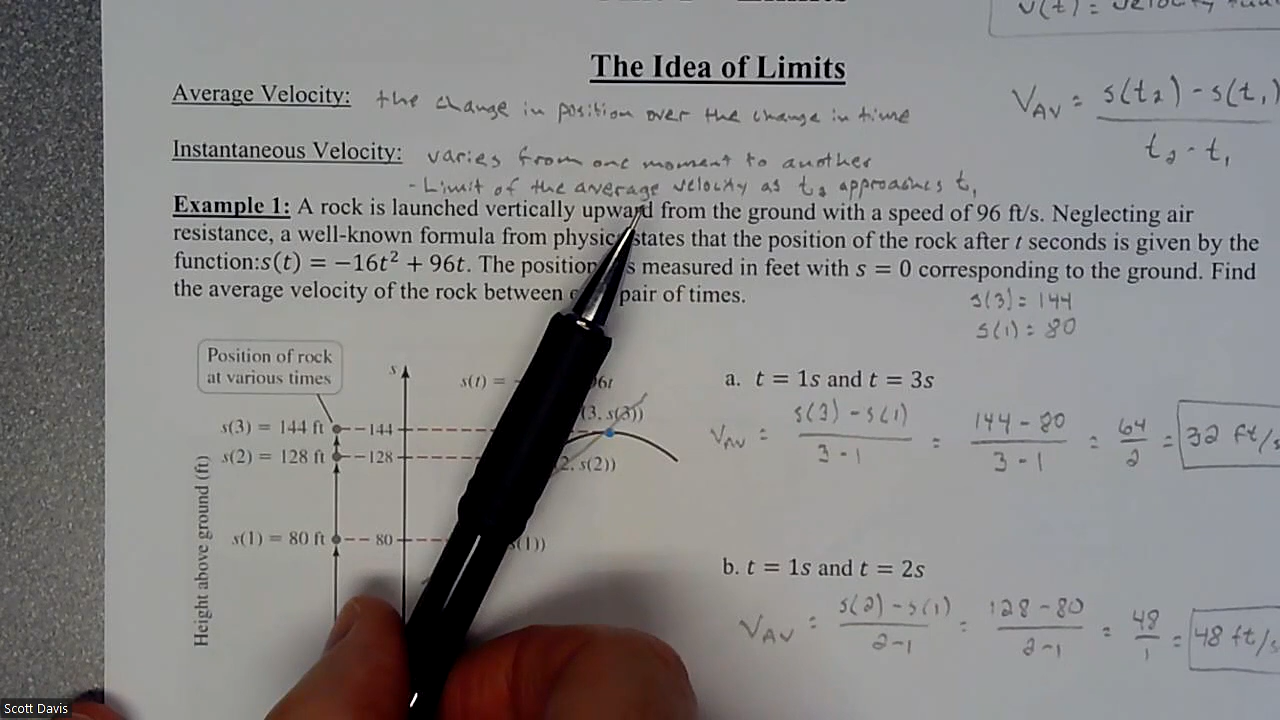 v(t) = velocity
The Idea of Limits
Average Velocity: the change in position over the change in time
V_AV = s(t₂) - s(t₁) / t₂ - t₁
Instantaneous Velocity: varies from one moment to another
- Limit of the average velocity as t₂ approaches t₁
Example 1: A rock is launched vertically upward from the ground with a speed of 96 ft/s. Neglecting air
resistance, a well-known formula from physics states that the position of the rock after t seconds is given by the
function:s(t) = −16t² + 96t. The position is measured in feet with s = 0 corresponding to the ground. Find
the average velocity of the rock between pair of times.
s(3) = 144
s(1) = 80
Position of rock
at various times
s
s(t) = 96t
a. t = 1s and t = 3s
(3, s(3))
V_AV = s(3) - s(1) / 3 - 1 = 144 - 80 / 3 - 1 = 64 / 2 = 32 ft/s
s(3) = 144 ft 144
s(2) = 128 ft 128
2, s(2))
s(1) = 80 ft 80
s(1))
Height above ground (ft)
b. t = 1s and t = 2s
V_AV = s(2) - s(1) / 2-1 = 128 - 80 / 2-1 = 48 / 1 = 48 ft/s
Scott Davis